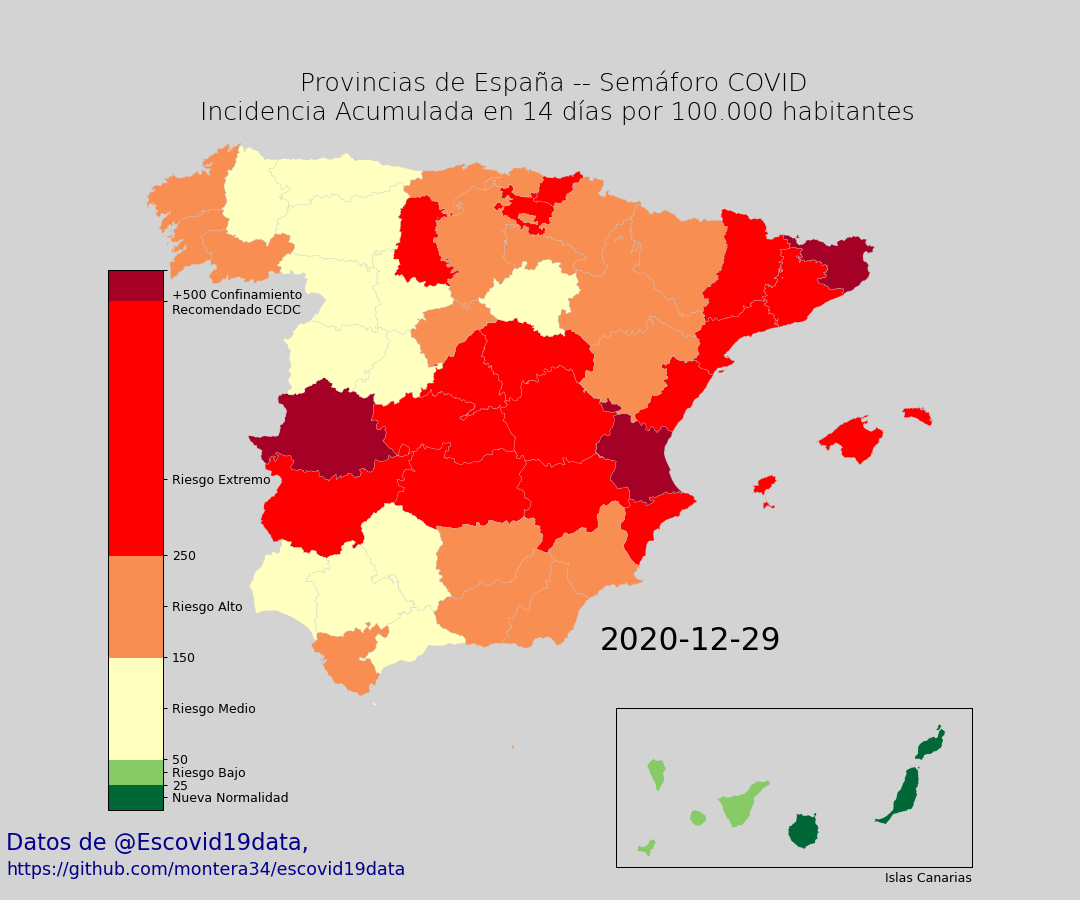 Provincias de España -- Semáforo COVID
Incidencia Acumulada en 14 días por 100.000 habitantes
+500 Confinamiento
Recomendado ECDC
Riesgo Extremo
250
Riesgo Alto
150
Riesgo Medio
50
Riesgo Bajo
25
Nueva Normalidad
2020-12-29
Islas Canarias
Datos de @Escovid19data,
https://github.com/montera34/escovid19data